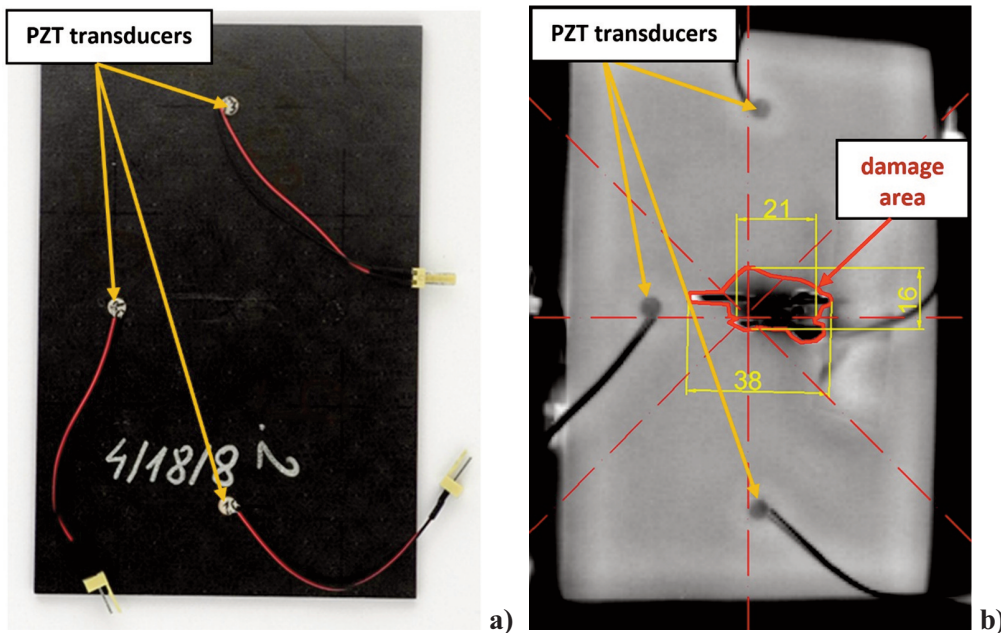 PZT transducers
4/18/8 i
a)
PZT transducers
damage
area
21
16
38
b)